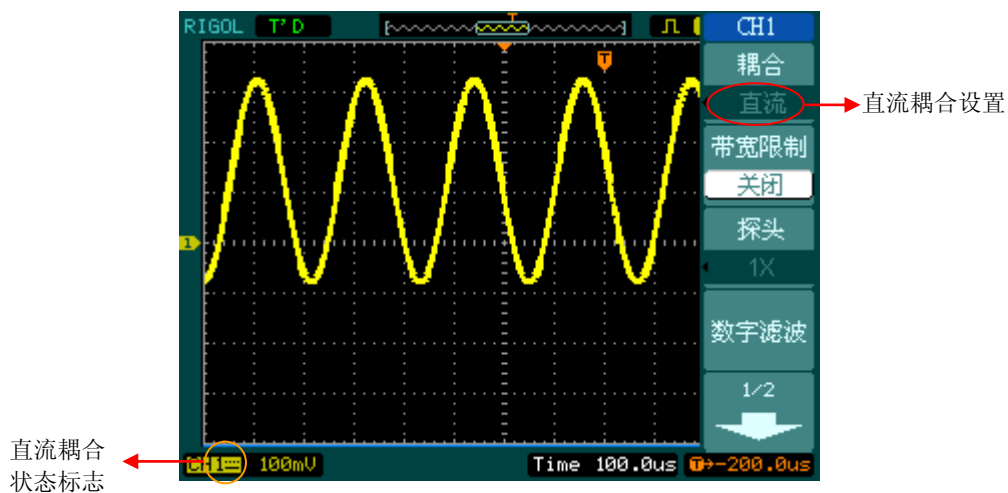 RIGOL T'D T CH1
耦合
T
直流 直流耦合设置
带宽限制
关闭
探头
1
1X
数字滤波
1/2
直流耦合
状态标志
CH1 100mV Time 100.0us T→-200.0us